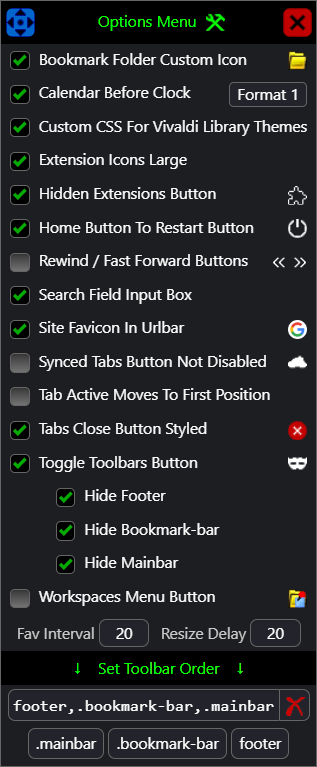 Options Menu
Bookmark Folder Custom Icon
Calendar Before Clock Format 1
Custom CSS For Vivaldi Library Themes
Extension Icons Large
Hidden Extensions Button
Home Button To Restart Button
Rewind / Fast Forward Buttons
Search Field Input Box
Site Favicon In Urlbar
Synced Tabs Button Not Disabled
Tab Active Moves To First Position
Tabs Close Button Styled
Toggle Toolbars Button
Hide Footer
Hide Bookmark-bar
Hide Mainbar
Workspaces Menu Button
Fav Interval 20 Resize Delay 20
↓ Set Toolbar Order ↓
footer,.bookmark-bar,.mainbar
.mainbar .bookmark-bar footer